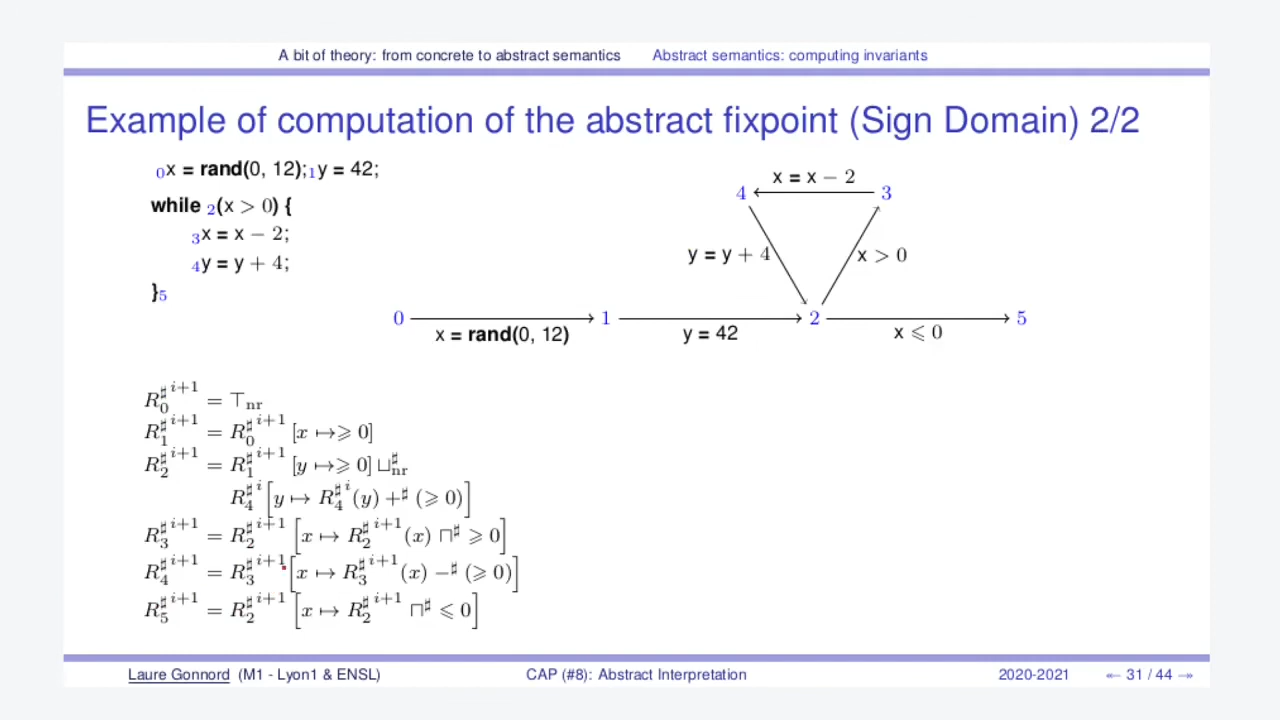 A bit of theory: from concrete to abstract semantics Abstract semantics: computing invariants
Example of computation of the abstract fixpoint (Sign Domain) 2/2
0x = rand(0, 12);1y = 42;
while 2(x > 0) {
3x = x − 2;
4y = y + 4;
}5
x = x − 2
4 3
y = y + 4 x > 0
0 1 2 5
x = rand(0, 12) y = 42 x ⩽ 0
R₀^♯ i+1 = ⊤nr
R₁^♯ i+1 = R₀^♯ i+1 [x ↦⩾ 0]
R₂^♯ i+1 = R₁^♯ i+1 [y ↦⩾ 0] ⊔^♯nr
R₄^♯ i [y ↦ R₄^♯ i(y) +^♯ (⩾ 0)]
R₃^♯ i+1 = R₂^♯ i+1 [x ↦ R₂^♯ i+1(x) ⊓^♯ ⩾ 0]
R₄^♯ i+1 = R₃^♯ i+1 [x ↦ R₃^♯ i+1(x) −^♯ (⩾ 0)]
R₅^♯ i+1 = R₂^♯ i+1 [x ↦ R₂^♯ i+1 ⊓^♯ ⩽ 0]
Laure Gonnord (M1 - Lyon1 & ENSL) CAP (#8): Abstract Interpretation 2020-2021 ↞ 31 / 44 ↠